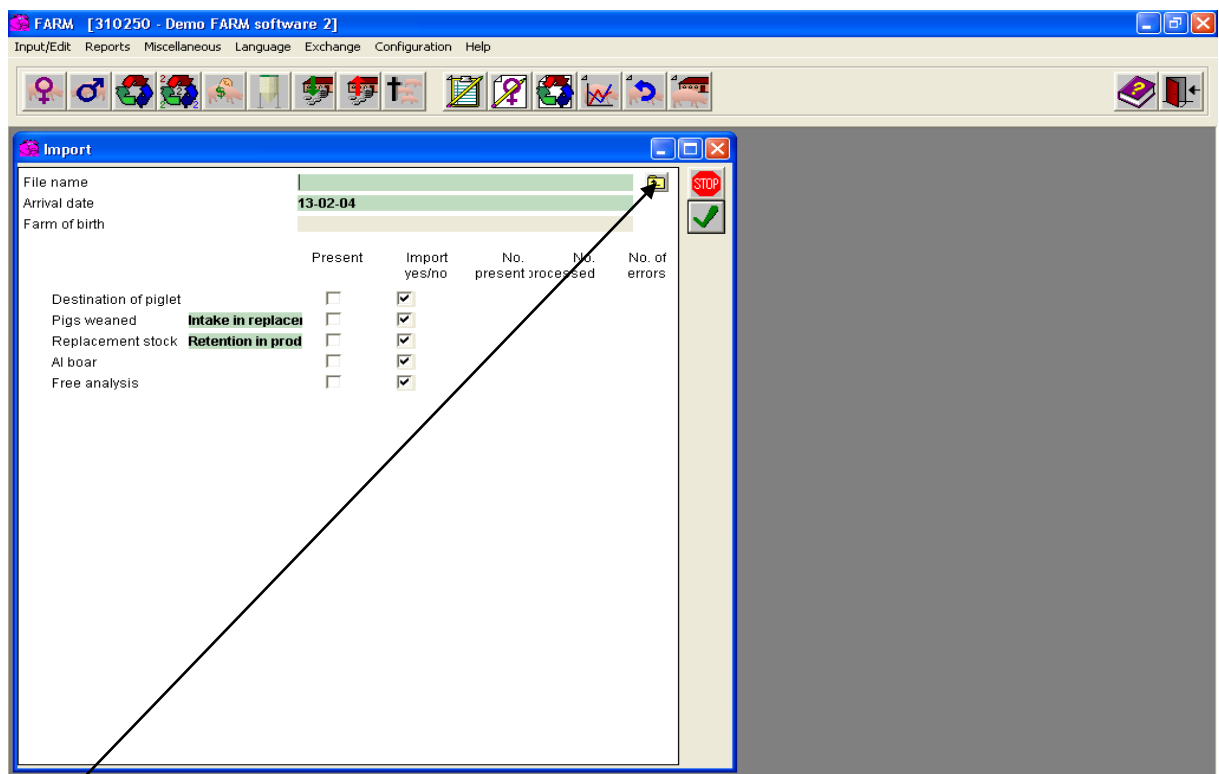 FARM [310250 - Demo FARM software 2]
Input/Edit Reports Miscellaneous Language Exchange Configuration Help
Import
File name
STOP
Arrival date 13-02-04
Farm of birth
Present Import No. No. No. of
yes/no present processed errors
Destination of piglet
Pigs weaned Intake in replacer
Replacement stock Retention in prod
AI boar
Free analysis